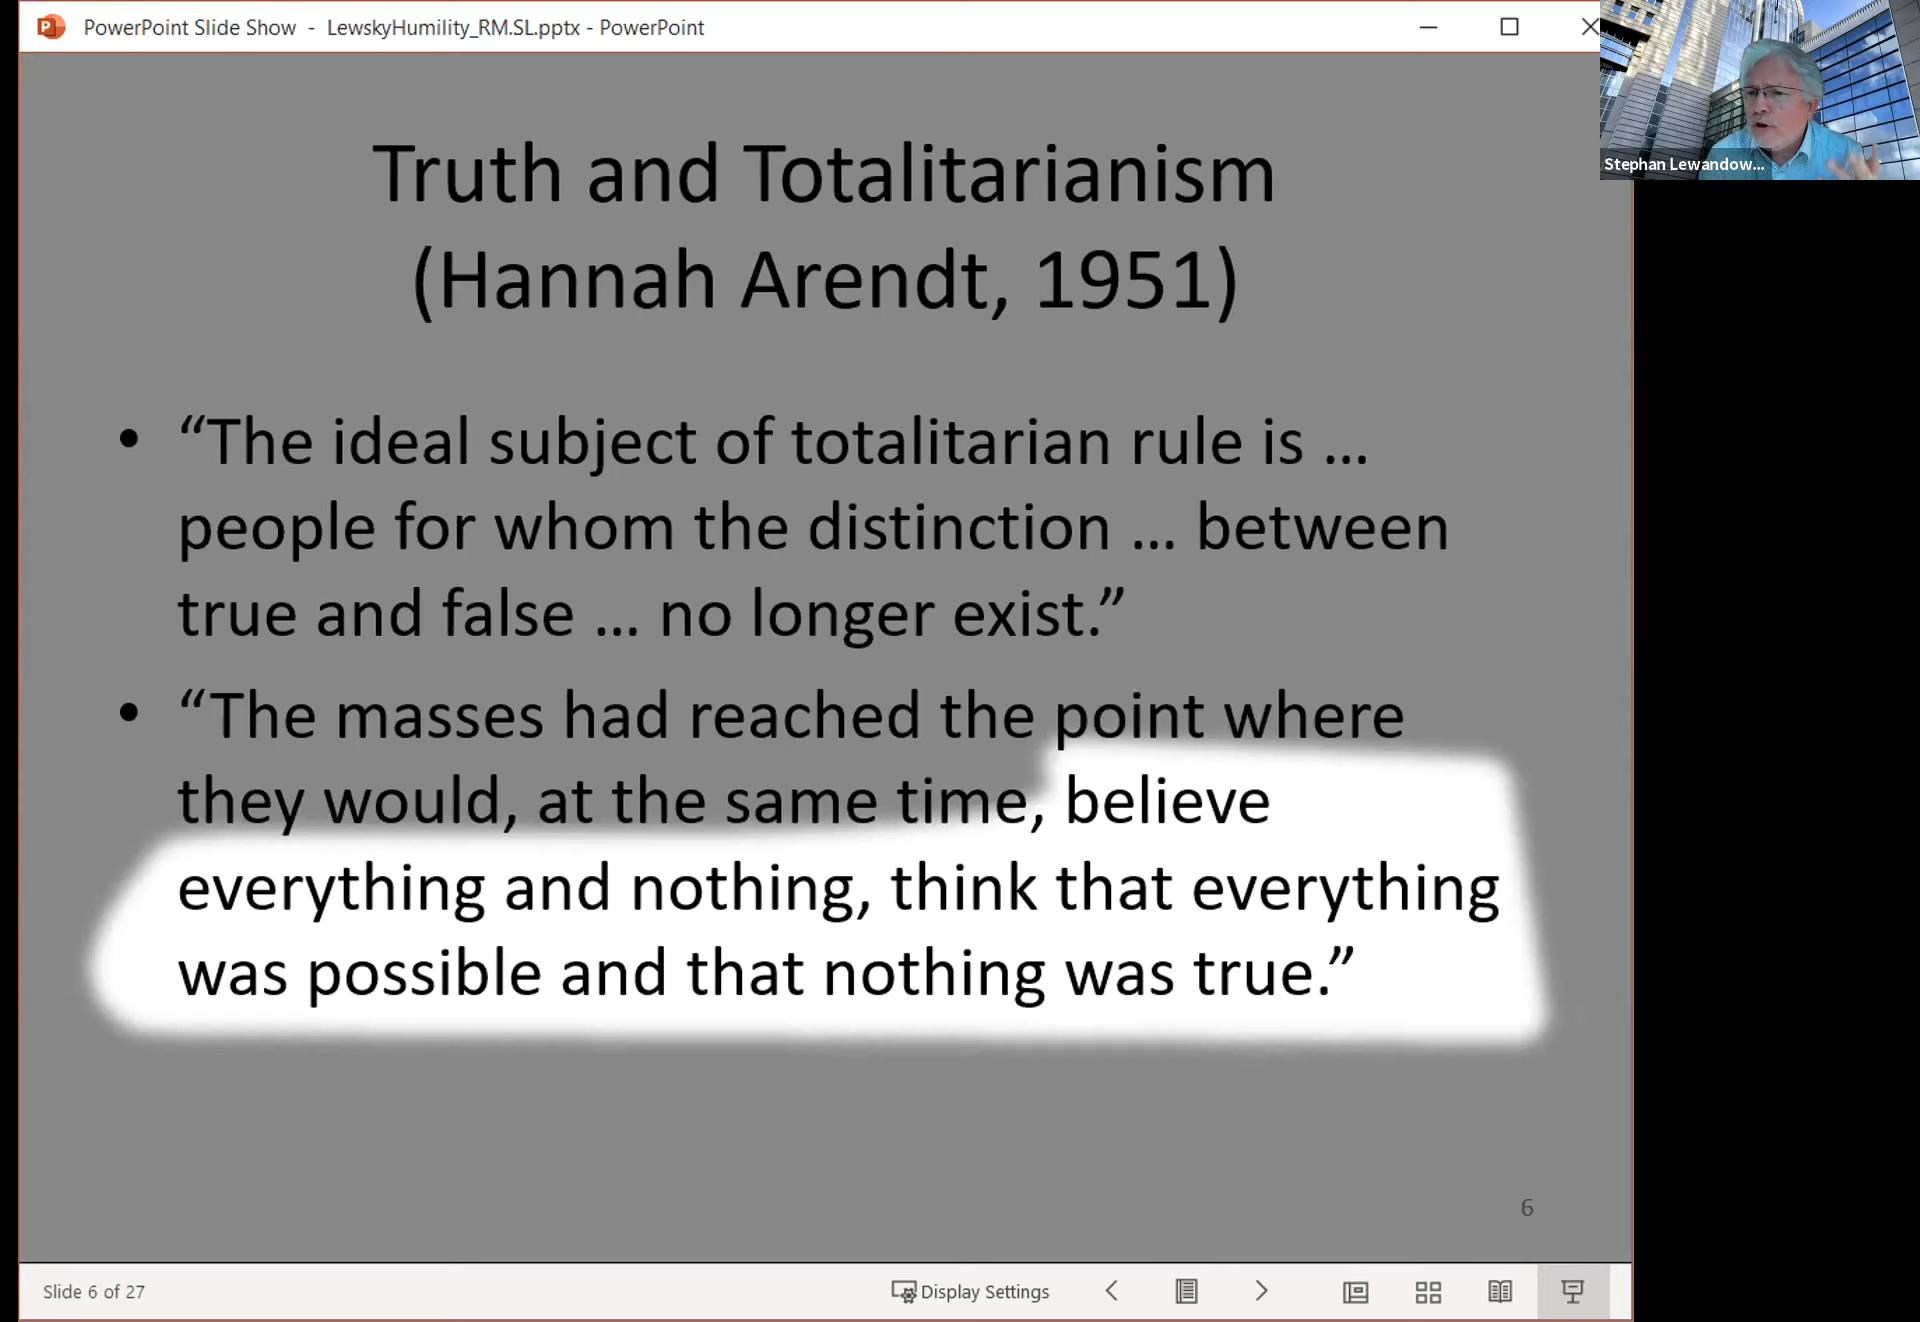 PowerPoint Slide Show - LewskyHumility_RM.SL.pptx - PowerPoint
Stephan Lewandow...
Truth and Totalitarianism
(Hannah Arendt, 1951)
• “The ideal subject of totalitarian rule is ...
people for whom the distinction ... between
true and false ... no longer exist.”
• “The masses had reached the point where
they would, at the same time, believe
everything and nothing, think that everything
was possible and that nothing was true.”
6
Slide 6 of 27
Display Settings